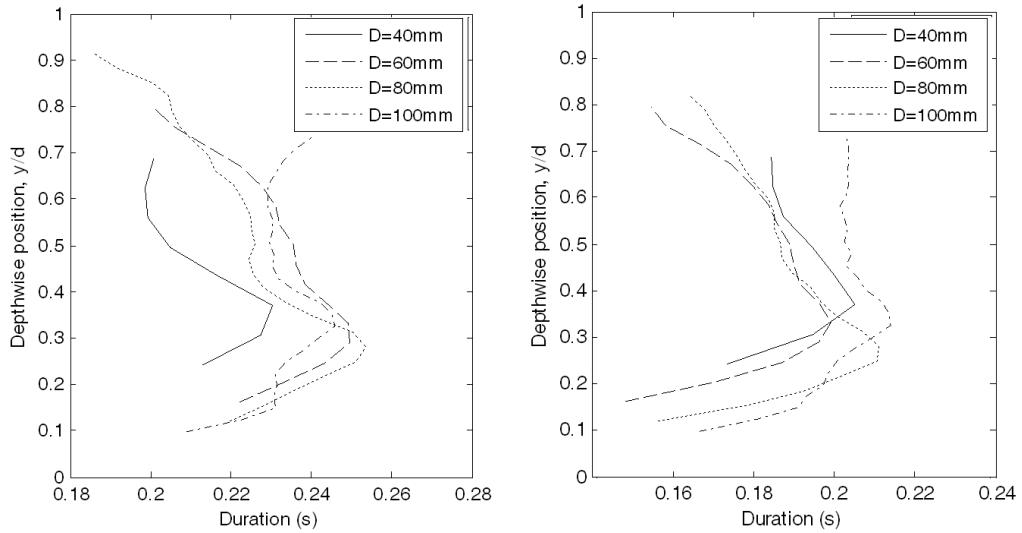 1
0.9
0.8
0.7
0.6
0.5
0.4
0.3
0.2
0.1
0
Depthwise position, y/d
0.18 0.2 0.22 0.24 0.26 0.28
Duration (s)
D=40mm
D=60mm
D=80mm
D=100mm
1
0.9
0.8
0.7
0.6
0.5
0.4
0.3
0.2
0.1
0
Depthwise position, y/d
0.16 0.18 0.2 0.22 0.24
Duration (s)
D=40mm
D=60mm
D=80mm
D=100mm